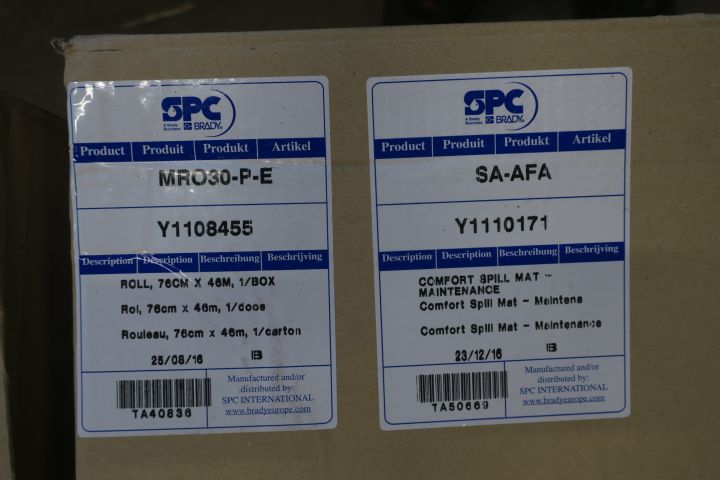 SPC
A Brady Business BRADY®
Product Produit Produkt Artikel
MRO30-P-E
Y1108455
Description Description Beschreibung Beschrijving
ROLL, 76CM X 46M, 1/BOX
Rol, 76cm x 46m, 1/doos
Rouleau, 76cm x 46m, 1/carton
25/08/16 B
TA40836
Manufactured and/or
distributed by:
SPC INTERNATIONAL
www.bradyeurope.com
SPC
A Brady Business BRADY®
Product Produit Produkt Artikel
SA-AFA
Y1110171
Description Description Beschreibung Beschrijving
COMFORT SPILL MAT -
MAINTENANCE
Comfort Spill Mat - Maintena
Comfort Spill Mat - Maintenance
23/12/16 B
TA50669
Manufactured and/or
distributed by:
SPC INTERNATIONAL
www.bradyeurope.com